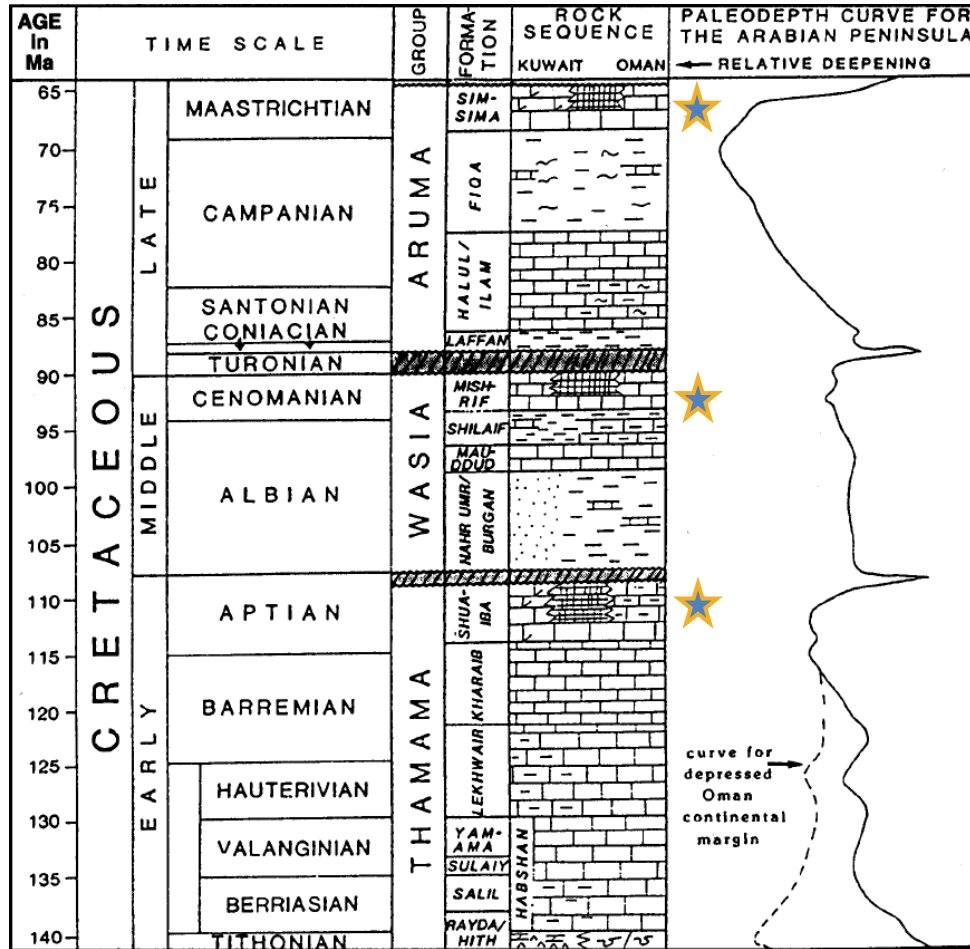 AGE
In
Ma
TIME SCALE
GROUP
FORMA-
TION
ROCK
SEQUENCE
KUWAIT OMAN
PALEODEPTH CURVE FOR
THE ARABIAN PENINSULA
RELATIVE DEEPENING
65
70
75
80
85
90
95
100
105
110
115
120
125
130
135
140
CRETACEOUS
LATE
MIDDLE
EARLY
MAASTRICHTIAN
CAMPANIAN
SANTONIAN
CONIACIAN
TURONIAN
CENOMANIAN
ALBIAN
APTIAN
BARREMIAN
HAUTERIVIAN
VALANGINIAN
BERRIASIAN
TITHONIAN
ARUMA
WASIA
THAMAMA
SIM-
SIMA
FIQA
HALUL/
ILAM
LAFFAN
MISH-
RIF
SHILAIF
MAU-
DDUD
NAHR UMR/
BURGAN
SHUA-
IBA
KHARAIB
LEKHWAIR
YAM-
AMA
SULAIY
SALIL
RAYDA/
HITH
HABSHAN
curve for
depressed
Oman
continental
margin